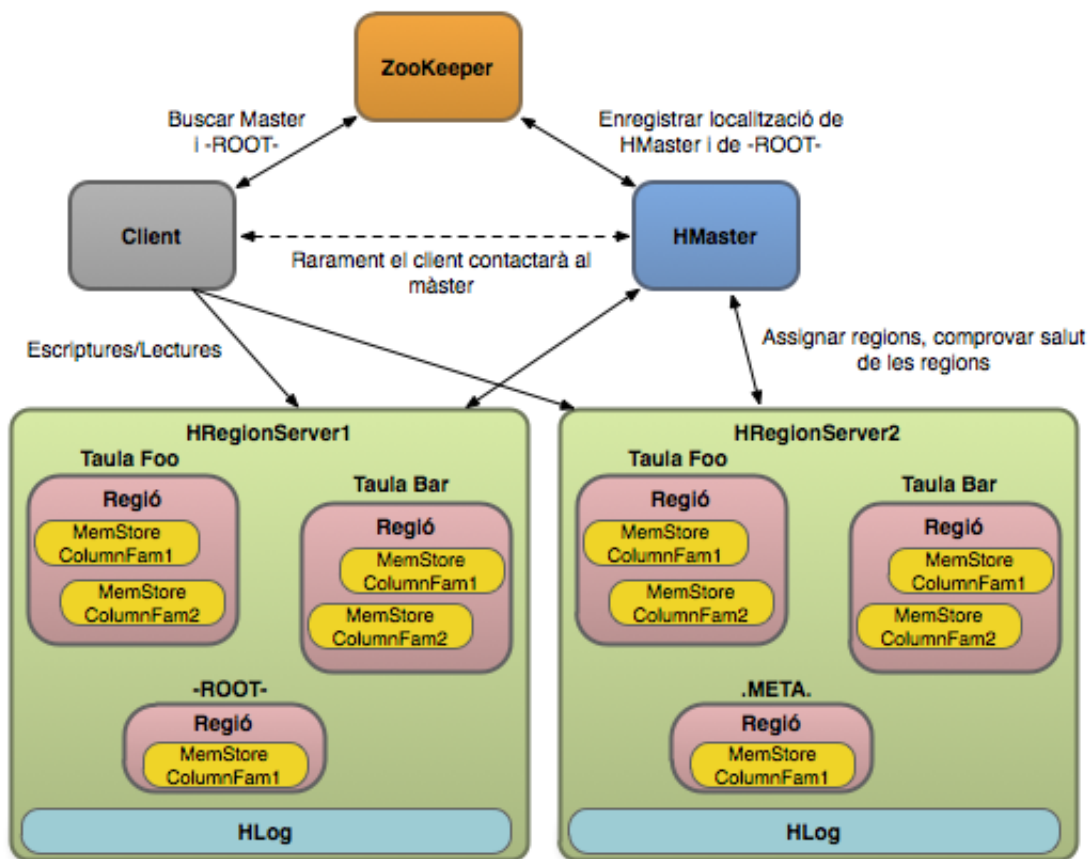 ZooKeeper
Buscar Master
i -ROOT-
Enregistrar localització de
HMaster i de -ROOT-
Client
HMaster
Rarament el client contactarà al
màster
Escriptures/Lectures
Assignar regions, comprovar salut
de les regions
HRegionServer1
Taula Foo
Regió
MemStore
ColumnFam1
MemStore
ColumnFam2
Taula Bar
Regió
MemStore
ColumnFam1
MemStore
ColumnFam2
-ROOT-
Regió
MemStore
ColumnFam1
HLog
HRegionServer2
Taula Foo
Regió
MemStore
ColumnFam1
MemStore
ColumnFam2
Taula Bar
Regió
MemStore
ColumnFam1
MemStore
ColumnFam2
.META.
Regió
MemStore
ColumnFam1
HLog